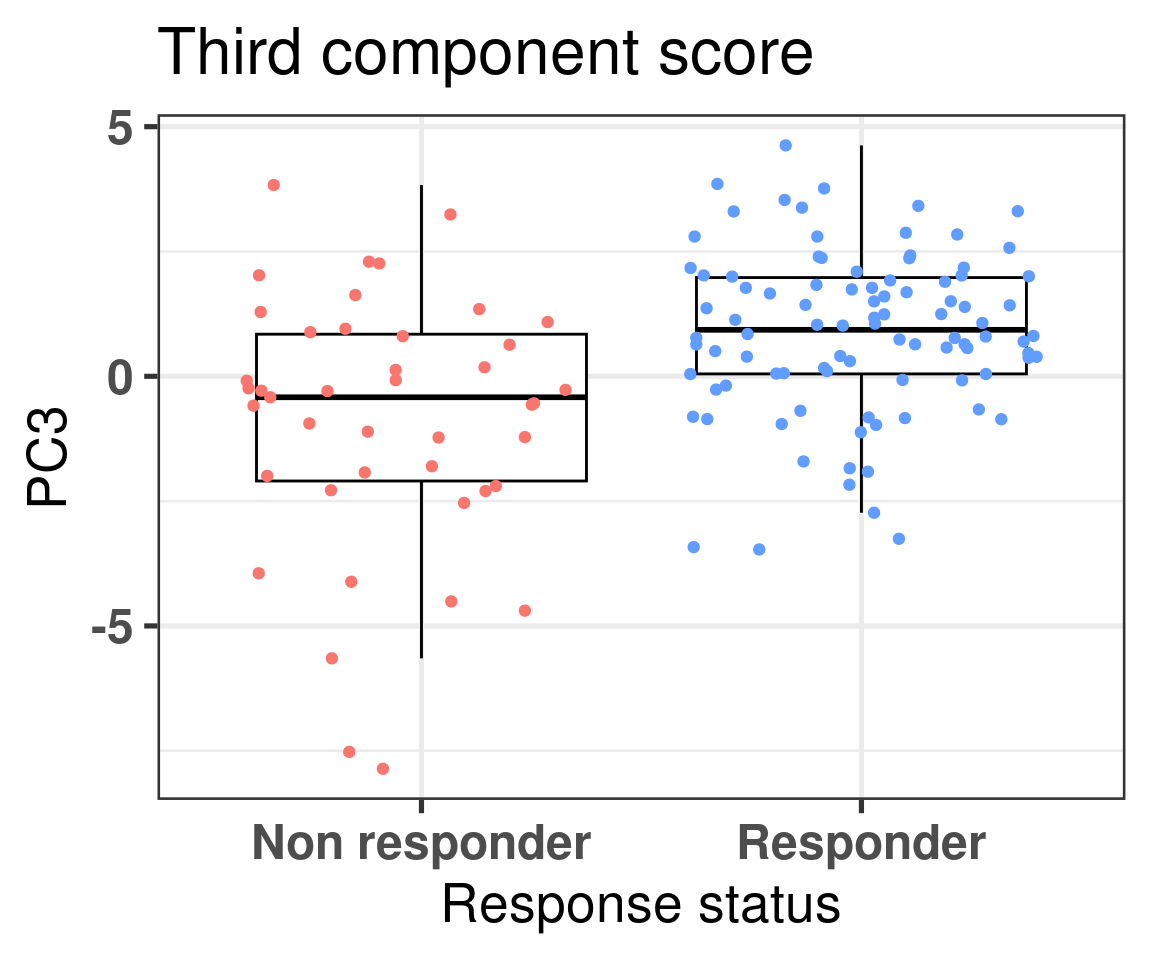 Third component score
5
0
-5
PC3
Non responder
Responder
Response status